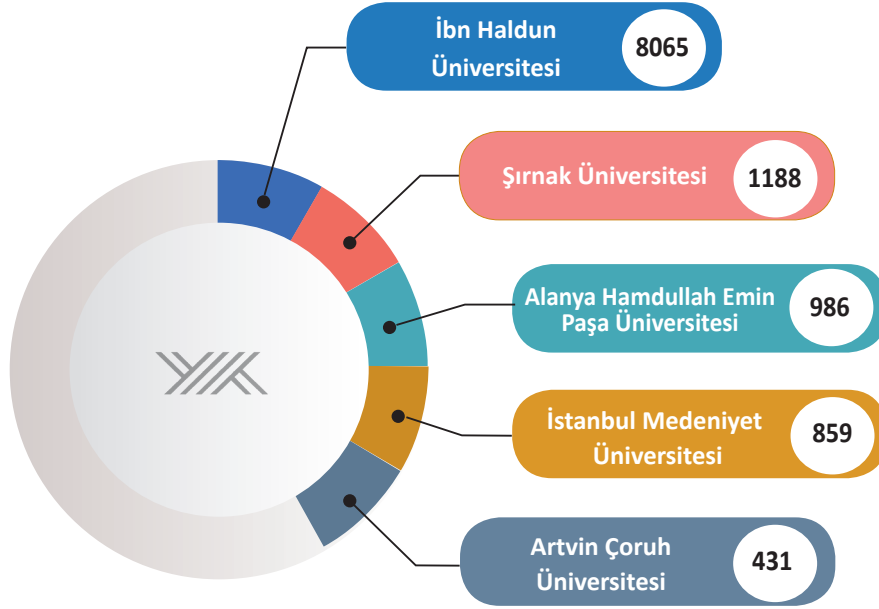 İbn Haldun
Üniversitesi
8065
Şırnak Üniversitesi
1188
Alanya Hamdullah Emin
Paşa Üniversitesi
986
İstanbul Medeniyet
Üniversitesi
859
Artvin Çoruh
Üniversitesi
431